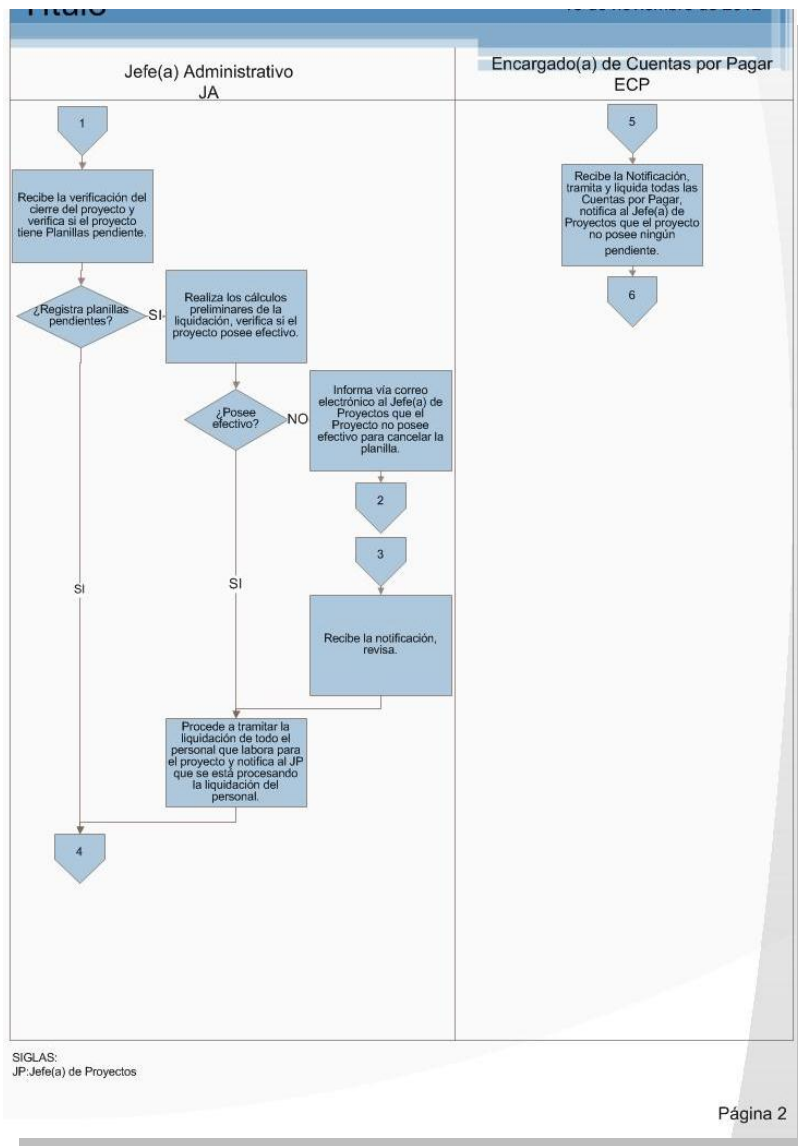 Título
Jefe(a) Administrativo
JA
Encargado(a) de Cuentas por Pagar
ECP
1
Recibe la verificación del
cierre del proyecto y
verifica si el proyecto
tiene Planillas pendiente.
¿Registra planillas
pendientes?
SI
Realiza los cálculos
preliminares de la
liquidación, verifica si el
proyecto posee efectivo.
¿Posee
efectivo?
NO
Informa vía correo
electrónico al Jefe(a) de
Proyectos que el
Proyecto no posee
efectivo para cancelar la
planilla.
2
3
SI
SI
Recibe la notificación,
revisa.
Procede a tramitar la
liquidación de todo el
personal que labora para
el proyecto y notifica al JP
que se está procesando
la liquidación del
personal.
4
5
Recibe la Notificación,
tramita y liquida todas las
Cuentas por Pagar,
notifica al Jefe(a) de
Proyectos que el proyecto
no posee ningún
pendiente.
6
SIGLAS:
JP:Jefe(a) de Proyectos
Página 2